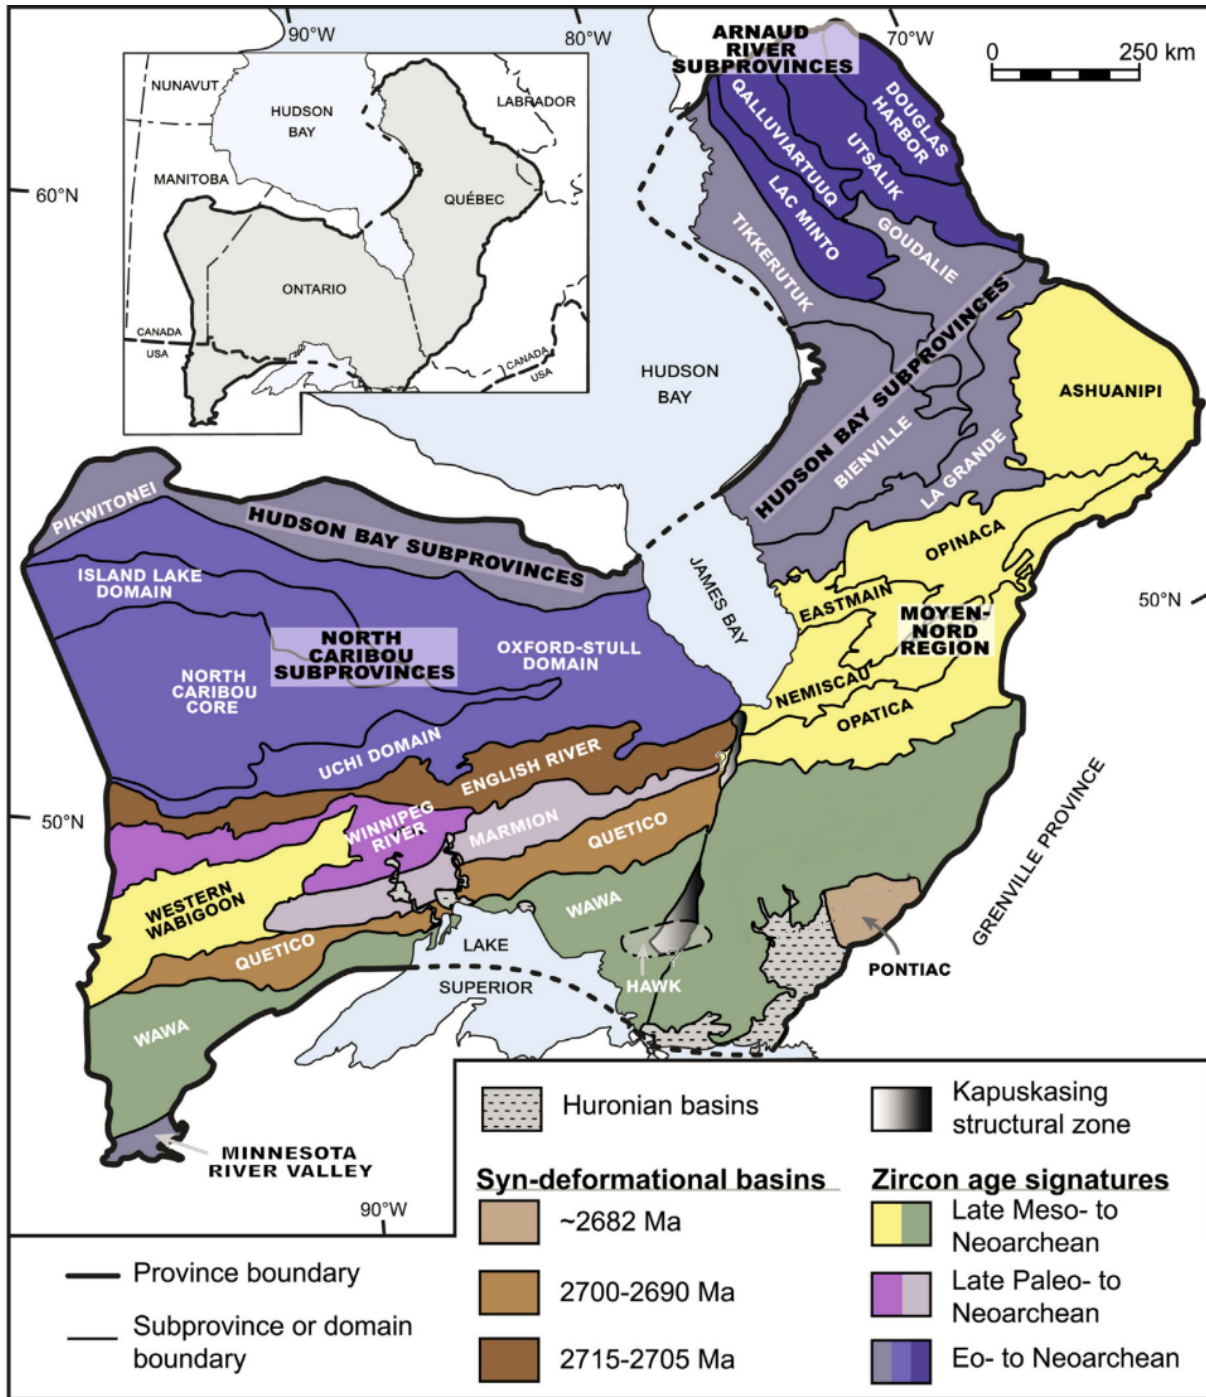 90°W
80°W
70°W
ARNAUD
RIVER
SUBPROVINCES
0
250 km
NUNAVUT
HUDSON
BAY
LABRADOR
MANITOBA
QUÉBEC
ONTARIO
CANADA
USA
CANADA
USA
60°N
DOUGLAS
HARBOR
UTSALIK
QALLUVIARTUUQ
LAC MINTO
GOUDALIE
TIKKERUTUK
HUDSON BAY SUBPROVINCES
HUDSON
BAY
ASHUANIPI
BIENVILLE
LA GRANDE
PIKWITONEI
HUDSON BAY SUBPROVINCES
OPINACA
JAMES BAY
EASTMAIN
MOYEN-
NORD
REGION
50°N
ISLAND LAKE
DOMAIN
NORTH
CARIBOU
SUBPROVINCES
OXFORD-STULL
DOMAIN
NORTH
CARIBOU
CORE
NEMISCAU
OPATICA
UCHI DOMAIN
ENGLISH RIVER
?
50°N
WINNIPEG
RIVER
MARMION
QUETICO
GRENVILLE PROVINCE
WESTERN
WABIGOON
WAWA
QUETICO
LAKE
SUPERIOR
HAWK
?
PONTIAC
WAWA
MINNESOTA
RIVER VALLEY
90°W
Huronian basins
Kapuskasing
structural zone
Syn-deformational basins
~2682 Ma
2700-2690 Ma
2715-2705 Ma
Zircon age signatures
Late Meso- to
Neoarchean
Late Paleo- to
Neoarchean
Eo- to Neoarchean
Province boundary
Subprovince or domain
boundary